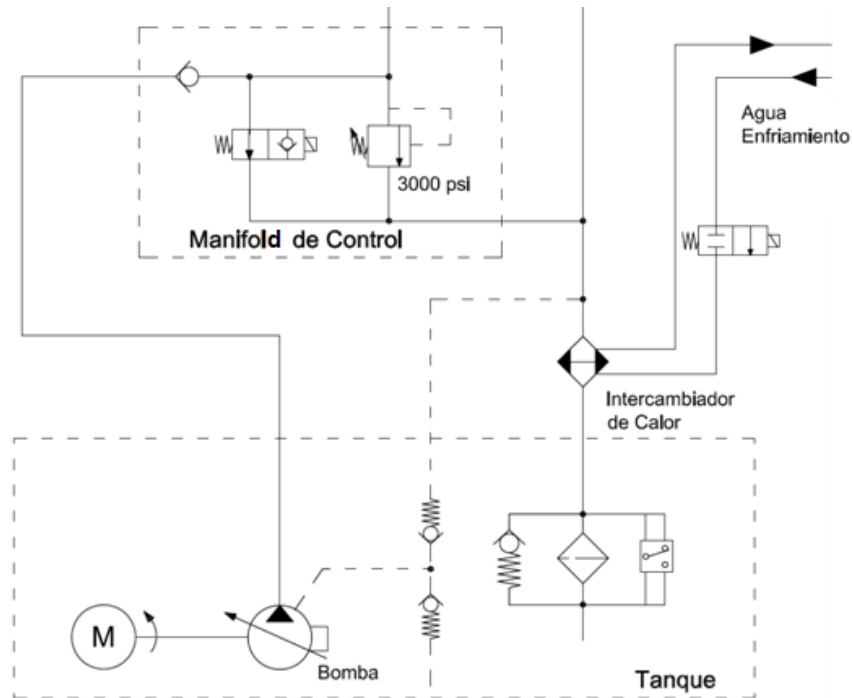 Agua
Enfriamiento
3000 psi
Manifold de Control
Intercambiador
de Calor
M
Bomba
Tanque